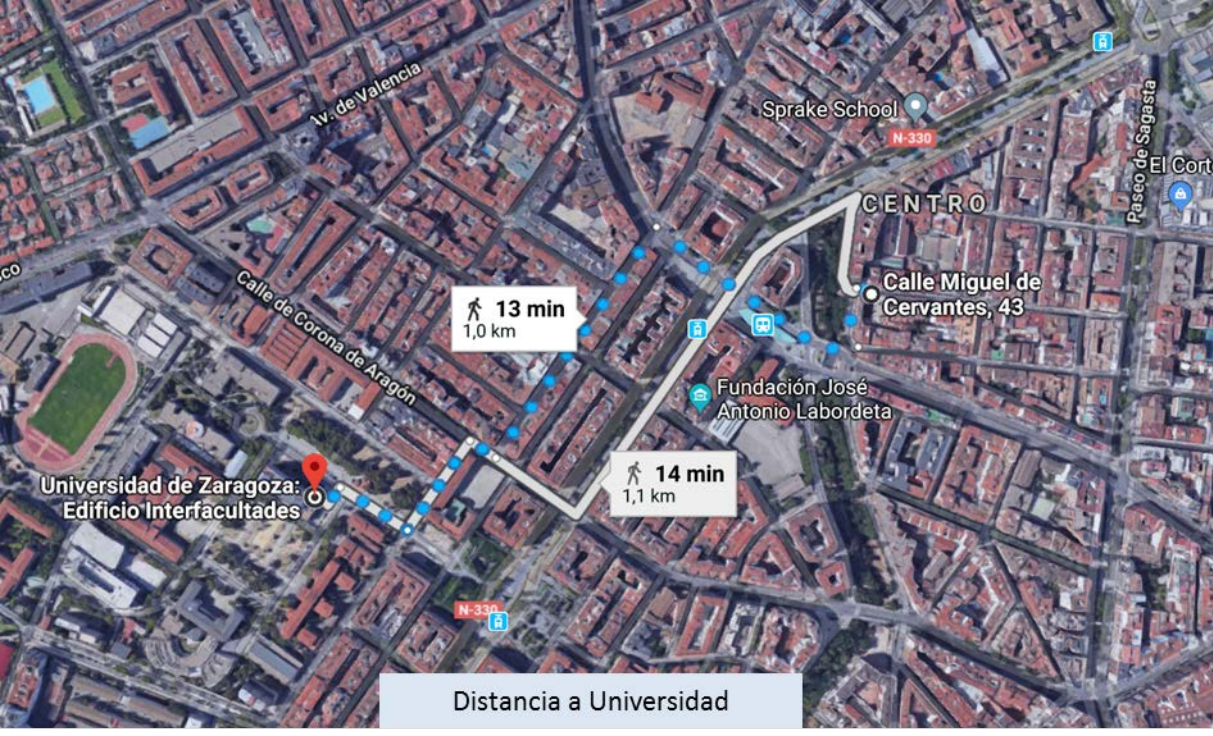 Av. de Valencia
Sprake School
N-330
Paseo de Sagasta
El Cort
CENTRO
sco
Calle de Corona de Aragón
Calle Miguel de
Cervantes, 43
13 min
1,0 km
Fundación José
Antonio Labordeta
14 min
1,1 km
Universidad de Zaragoza:
Edificio Interfacultades
N-330
Distancia a Universidad